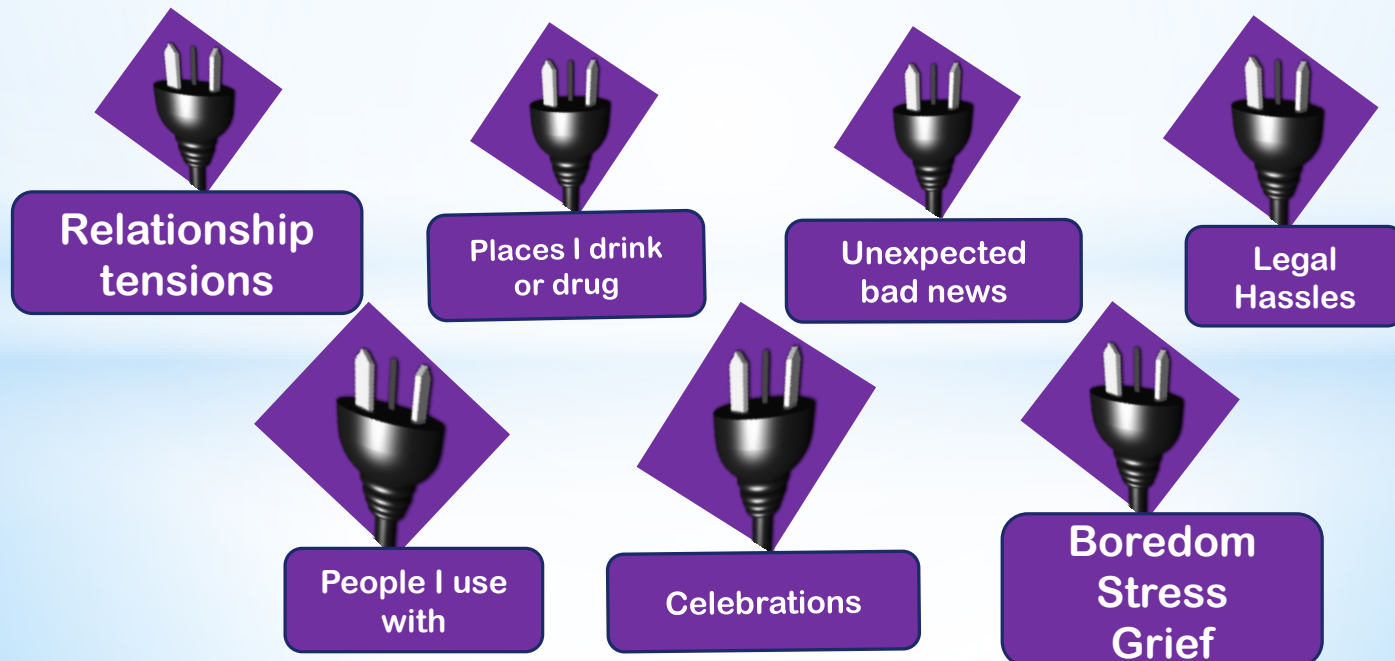 Relationship
tensions
Places I drink
or drug
Unexpected
bad news
Legal
Hassles
People I use
with
Celebrations
Boredom
Stress
Grief